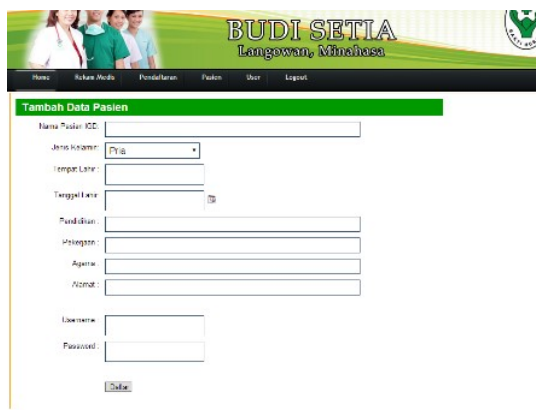 BUDI SETIA
Langowan, Minahasa
Home Rekam Medis Pendaftaran Pasien User Logout
Tambah Data Pasien
Nama Pasien IGD:
Jenis Kelamin: Pria
Tempat Lahir :
Tanggal Lahir
Pendidikan :
Pekerjaan :
Agama :
Alamat :
Username
Password :
Daftar